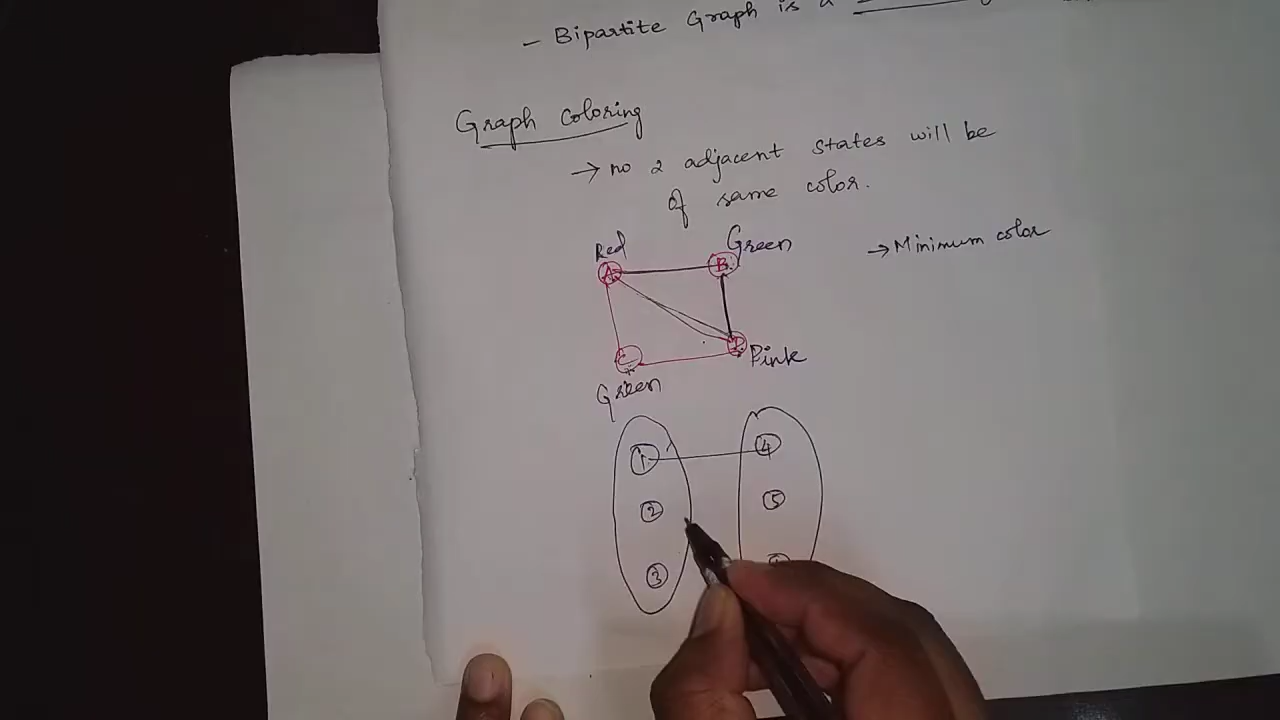 - Bipartite Graph is a
Graph Coloring
→ no 2 adjacent states will be
of same color.
Red
Green
→ Minimum color
A
B
C
D
Pink
Green
1
4
2
5
3